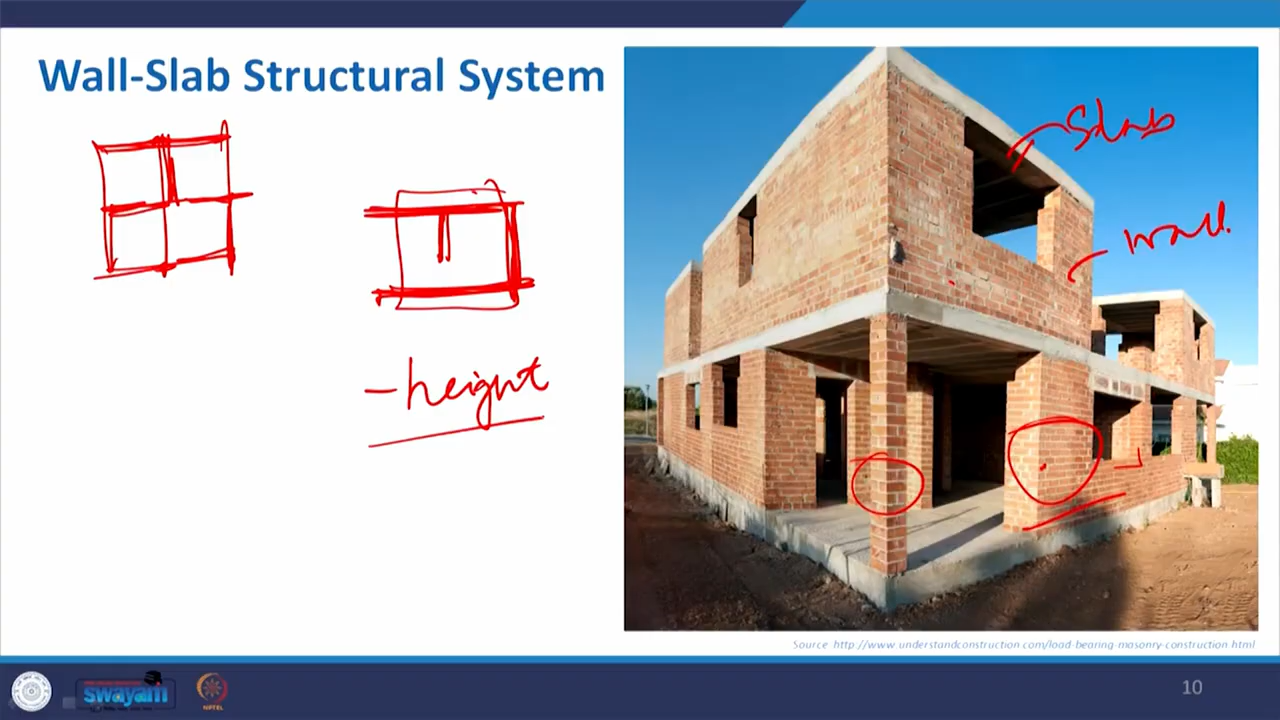 Wall-Slab Structural System
Slab
Wall
-height
Source http://www.understandconstruction.com/load-bearing-masonry-construction.html
swayam
NPTEL
10